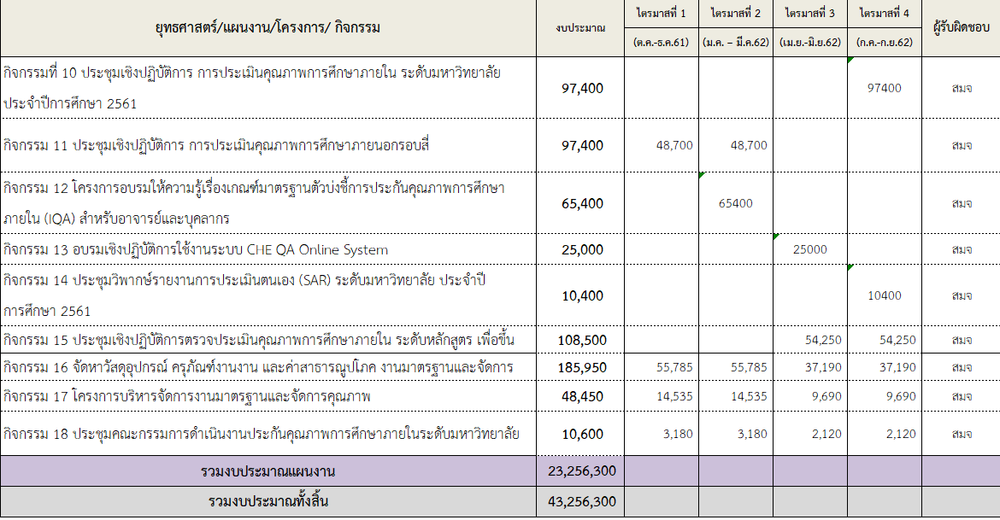 ยุทธศาสตร์/แผนงาน/โครงการ/ กิจกรรม งบประมาณ ไตรมาสที่ 1 ไตรมาสที่ 2 ไตรมาสที่ 3 ไตรมาสที่ 4 ผู้รับผิดชอบ
(ต.ค.-ธ.ค.61) (ม.ค. – มี.ค.62) (เม.ย.-มิ.ย.62) (ก.ค.-ก.ย.62)
กิจกรรมที่ 10 ประชุมเชิงปฏิบัติการ การประเมินคุณภาพการศึกษาภายใน ระดับมหาวิทยาลัย
ประจำปีการศึกษา 2561 97,400 97400 สมจ
กิจกรรม 11 ประชุมเชิงปฏิบัติการ การประเมินคุณภาพการศึกษาภายนอกรอบสี่ 97,400 48,700 48,700 สมจ
กิจกรรม 12 โครงการอบรมให้ความรู้เรื่องเกณฑ์มาตรฐานตัวบ่งชี้การประกันคุณภาพการศึกษา
ภายใน (IQA) สำหรับอาจารย์และบุคลากร 65,400 65400 สมจ
กิจกรรม 13 อบรมเชิงปฏิบัติการใช้งานระบบ CHE QA Online System 25,000 25000 สมจ
กิจกรรม 14 ประชุมวิพากษ์รายงานการประเมินตนเอง (SAR) ระดับมหาวิทยาลัย ประจำปี
การศึกษา 2561 10,400 10400 สมจ
กิจกรรม 15 ประชุมเชิงปฏิบัติการตรวจประเมินคุณภาพการศึกษาภายใน ระดับหลักสูตร เพื่อขึ้น 108,500 54,250 54,250 สมจ
กิจกรรม 16 จัดหาวัสดุอุปกรณ์ ครุภัณฑ์งานงาน และค่าสาธารณูปโภค งานมาตรฐานและจัดการ 185,950 55,785 55,785 37,190 37,190 สมจ
กิจกรรม 17 โครงการบริหารจัดการงานมาตรฐานและจัดการคุณภาพ 48,450 14,535 14,535 9,690 9,690 สมจ
กิจกรรม 18 ประชุมคณะกรรมการดำเนินงานประกันคุณภาพการศึกษาภายในระดับมหาวิทยาลัย 10,600 3,180 3,180 2,120 2,120 สมจ
รวมงบประมาณแผนงาน 23,256,300
รวมงบประมาณทั้งสิ้น 43,256,300